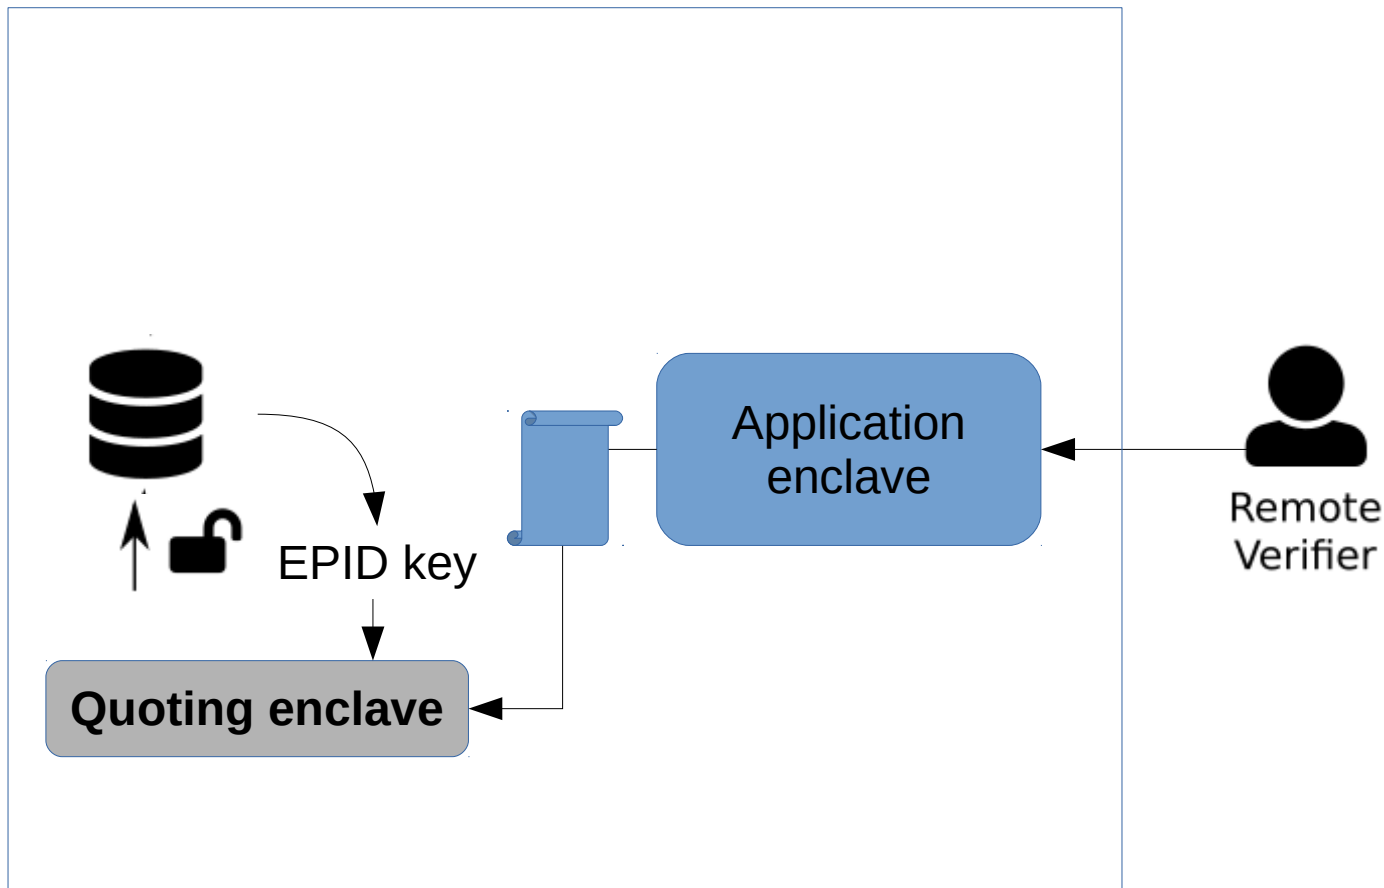 Application
enclave
Remote
Verifier
EPID key
Quoting enclave